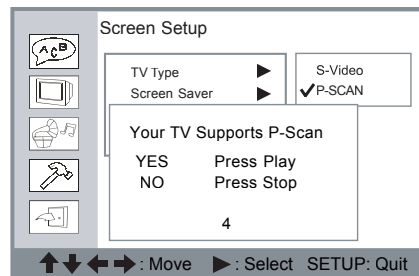 Screen Setup
ABC
TV Type ▶ S-Video
Screen Saver ▶ ✓P-SCAN
Your TV Supports P-Scan
YES Press Play
NO Press Stop
4
↑↓←→: Move ▶: Select SETUP: Quit